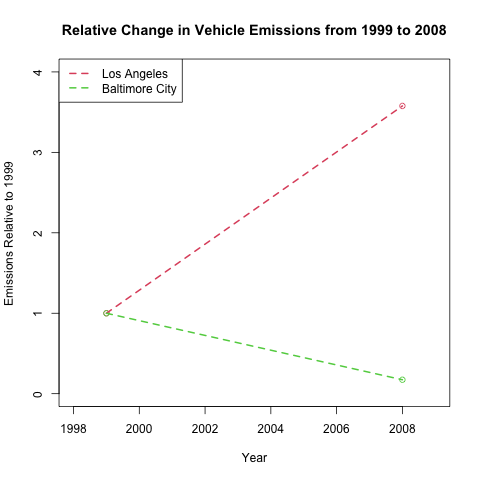 Relative Change in Vehicle Emissions from 1999 to 2008
Los Angeles
Baltimore City
4
3
2
1
0
Emissions Relative to 1999
1998 2000 2002 2004 2006 2008
Year